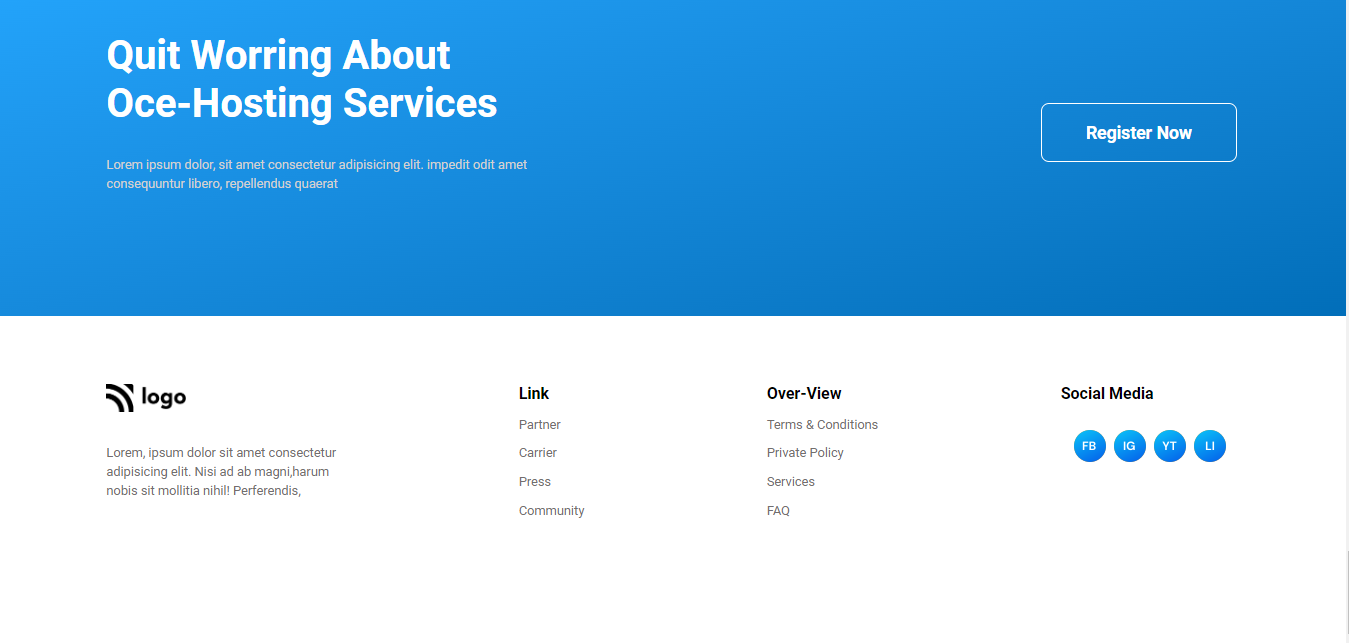 Quit Worring About
Oce-Hosting Services
Lorem ipsum dolor, sit amet consectetur adipisicing elit. impedit odit amet
consequuntur libero, repellendus quaerat
Register Now
logo
Lorem, ipsum dolor sit amet consectetur
adipisicing elit. Nisi ad ab magni,harum
nobis sit mollitia nihil! Perferendis,
Link
Partner
Carrier
Press
Community
Over-View
Terms & Conditions
Private Policy
Services
FAQ
Social Media
FB IG YT LI